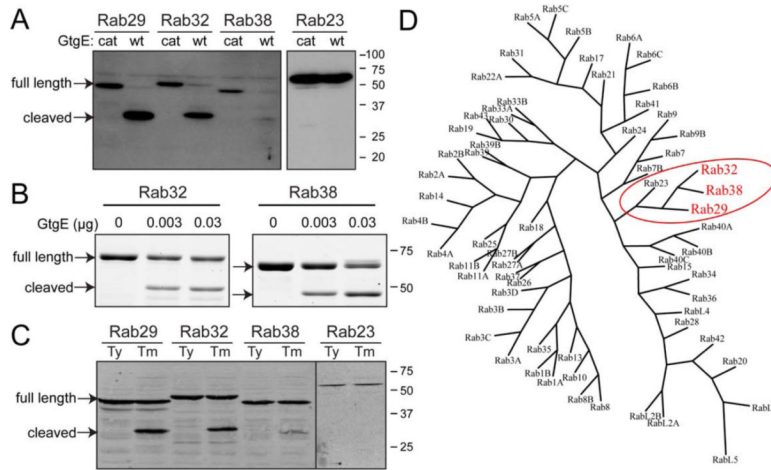 A
Rab29 Rab32 Rab38 Rab23
GtgE: cat wt cat wt cat wt cat wt
full length
cleaved
100
75
50
37
25
20
B
Rab32 Rab38
GtgE (µg) 0 0.003 0.03 0 0.003 0.03
full length
cleaved
75
50
C
Rab29 Rab32 Rab38 Rab23
Ty Tm Ty Tm Ty Tm Ty Tm
full length
cleaved
75
50
37
25
D
Rab5C
Rab5A
Rab5B
Rab6A
Rab31
Rab17
Rab6C
Rab22A
Rab21
Rab6B
Rab33B
Rab33A
Rab41
Rab43
Rab30
Rab9
Rab19
Rab24
Rab9B
Rab39B
Rab39
Rab2B
Rab7
Rab7B
Rab32
Rab2A
Rab23
Rab38
Rab14
Rab29
Rab4B
Rab18
Rab40A
Rab25
Rab4A
Rab27B
Rab40B
Rab40C
Rab11B
Rab27A
Rab15
Rab11A
Rab37
Rab26
Rab34
Rab3D
Rab36
Rab3B
RabL4
Rab28
Rab3C
Rab35
Rab42
Rab3A
Rab13
Rab20
Rab1B
Rab10
Rab1A
Rab8B
Rab8
RabL2B
RabL2A
RabL
RabL5